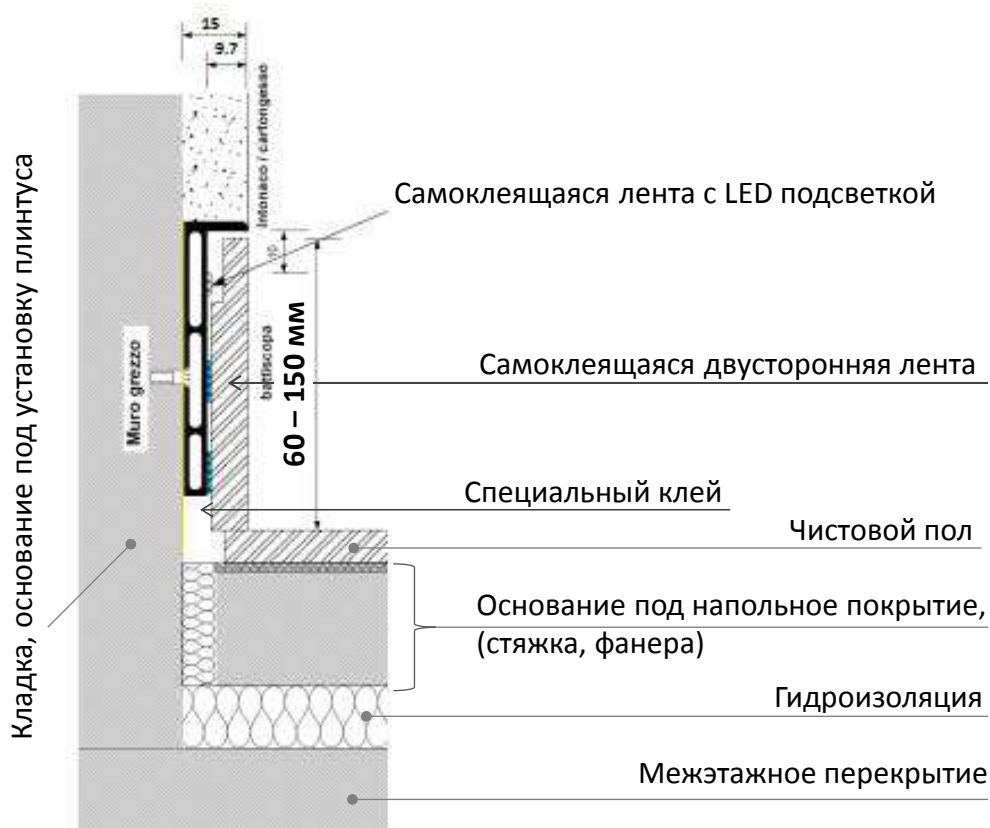 15
9.7
Intonaco / cartongesso
Самоклеящаяся лента с LED подсветкой
10
Кладка, основание под установку плинтуса
Muro grezzo
battiscopa
60 – 150 мм
Самоклеящаяся двусторонняя лента
Специальный клей
Чистовой пол
Основание под напольное покрытие,
(стяжка, фанера)
Гидроизоляция
Межэтажное перекрытие